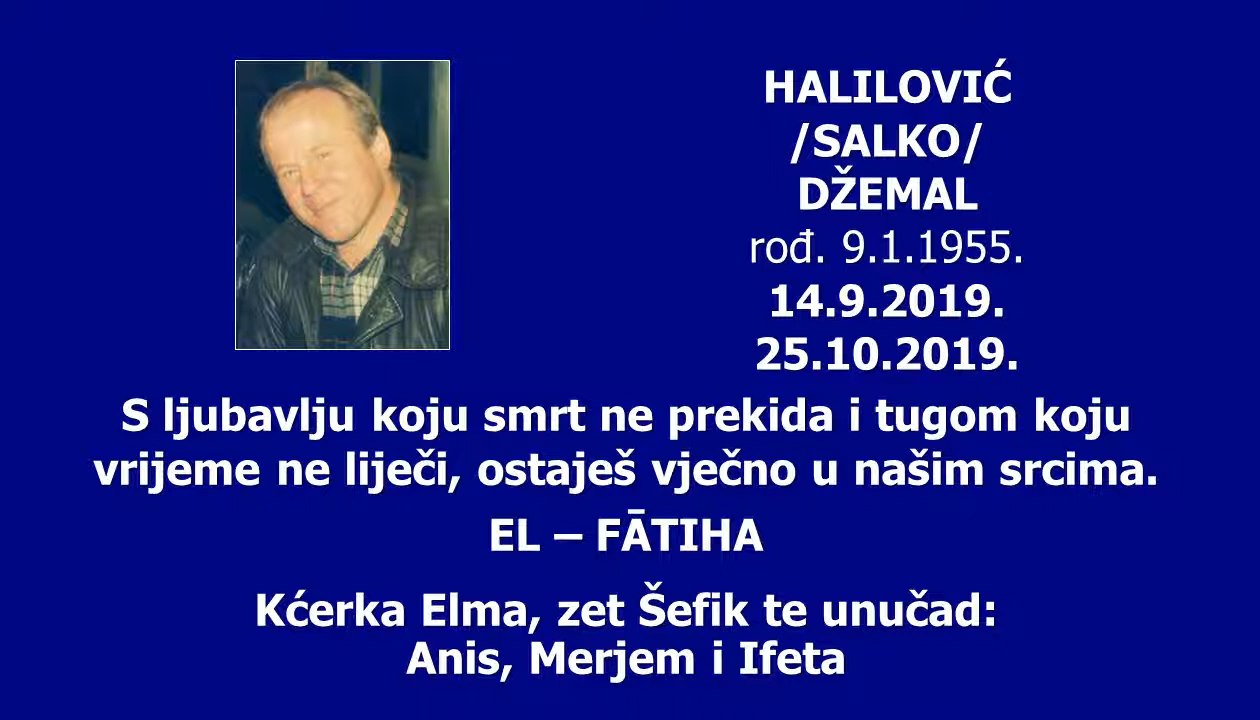 HALILOVIĆ
/SALKO/
DŽEMAL
rođ. 9.1.1955.
14.9.2019.
25.10.2019.
S ljubavlju koju smrt ne prekida i tugom koju
vrijeme ne liječi, ostaješ vječno u našim srcima.
EL – FĀTIHA
Kćerka Elma, zet Šefik te unučad:
Anis, Merjem i Ifeta